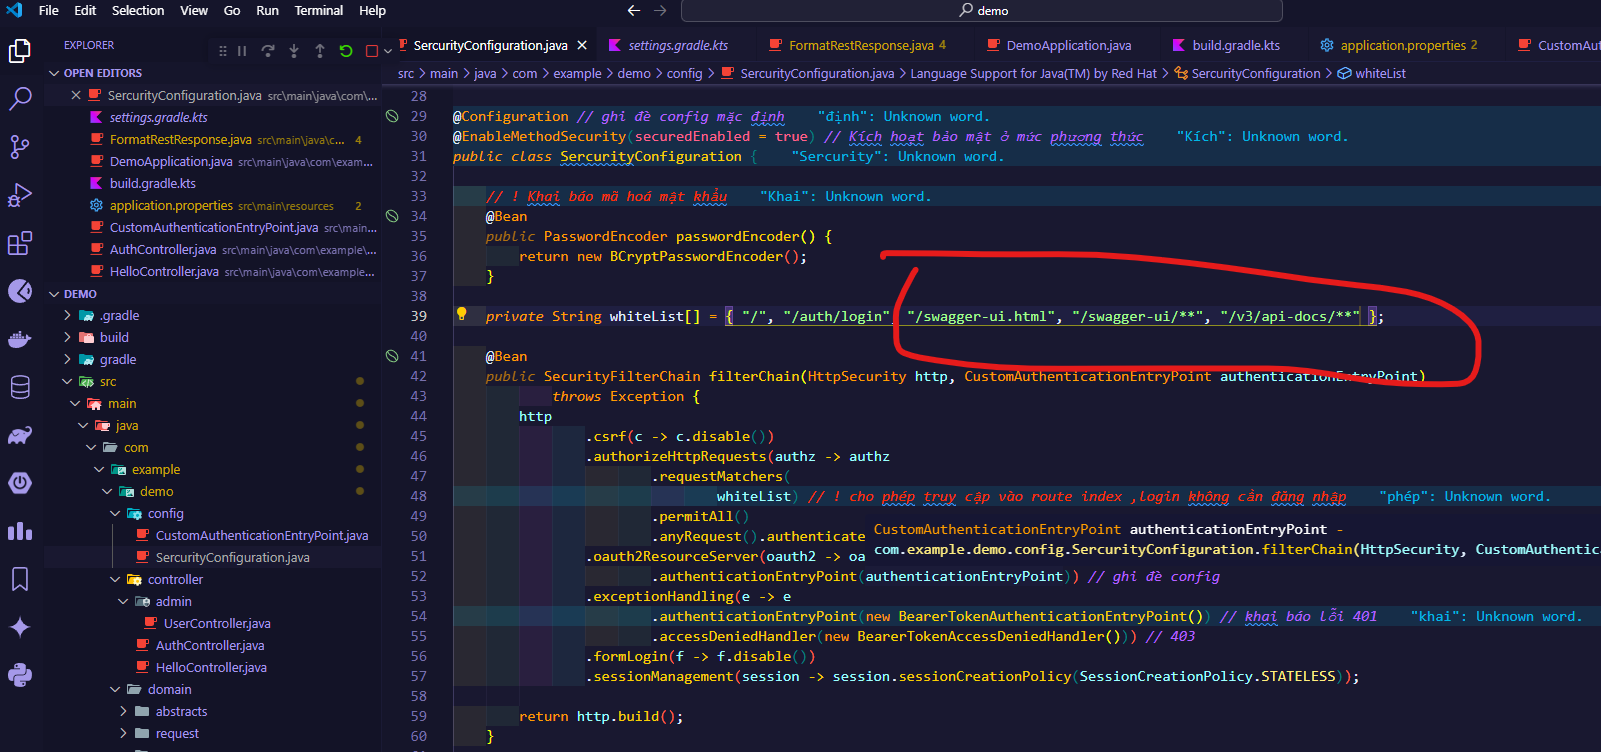 File Edit Selection View Go Run Terminal Help
demo
EXPLORER
SercurityConfiguration.java
settings.gradle.kts
FormatRestResponse.java 4
DemoApplication.java
build.gradle.kts
application.properties 2
CustomAut
src > main > java > com > example > demo > config > SercurityConfiguration.java > Language Support for Java(TM) by Red Hat > SercurityConfiguration > whiteList
OPEN EDITORS
SercurityConfiguration.java src\main\java\com\...
settings.gradle.kts
FormatRestResponse.java src\main\java\c... 4
DemoApplication.java src\main\java\com\exam...
build.gradle.kts
application.properties src\main\resources 2
CustomAuthenticationEntryPoint.java src\main...
AuthController.java src\main\java\com\example\...
HelloController.java src\main\java\com\example...
DEMO
.gradle
build
gradle
src
main
java
com
example
demo
config
CustomAuthenticationEntryPoint.java
SercurityConfiguration.java
controller
admin
UserController.java
AuthController.java
HelloController.java
domain
abstracts
request
28
29 @Configuration // ghi đè config mặc định "định": Unknown word.
30 @EnableMethodSecurity(securedEnabled = true) // Kích hoạt bảo mật ở mức phương thức "Kích": Unknown word.
31 public class SercurityConfiguration { "Sercurity": Unknown word.
32
33 // ! Khai báo mã hoá mật khẩu "Khai": Unknown word.
34 @Bean
35 public PasswordEncoder passwordEncoder() {
36 return new BCryptPasswordEncoder();
37 }
38
39 private String whiteList[] = { "/", "/auth/login", "/swagger-ui.html", "/swagger-ui/**", "/v3/api-docs/**" };
40
41 @Bean
42 public SecurityFilterChain filterChain(HttpSecurity http, CustomAuthenticationEntryPoint authenticationEntryPoint)
43 throws Exception {
44 http
45 .csrf(c -> c.disable())
46 .authorizeHttpRequests(authz -> authz
47 .requestMatchers(
48 whiteList) // ! cho phép truy cập vào route index ,login không cần đăng nhập "phép": Unknown word.
49 .permitAll()
50 .anyRequest().authenticate
51 .oauth2ResourceServer(oauth2 -> oa
CustomAuthenticationEntryPoint authenticationEntryPoint -
com.example.demo.config.SercurityConfiguration.filterChain(HttpSecurity, CustomAuthentic
52 .authenticationEntryPoint(authenticationEntryPoint)) // ghi đè config
53 .exceptionHandling(e -> e
54 .authenticationEntryPoint(new BearerTokenAuthenticationEntryPoint()) // khai báo lỗi 401 "khai": Unknown word.
55 .accessDeniedHandler(new BearerTokenAccessDeniedHandler())) // 403
56 .formLogin(f -> f.disable())
57 .sessionManagement(session -> session.sessionCreationPolicy(SessionCreationPolicy.STATELESS));
58
59 return http.build();
60 }